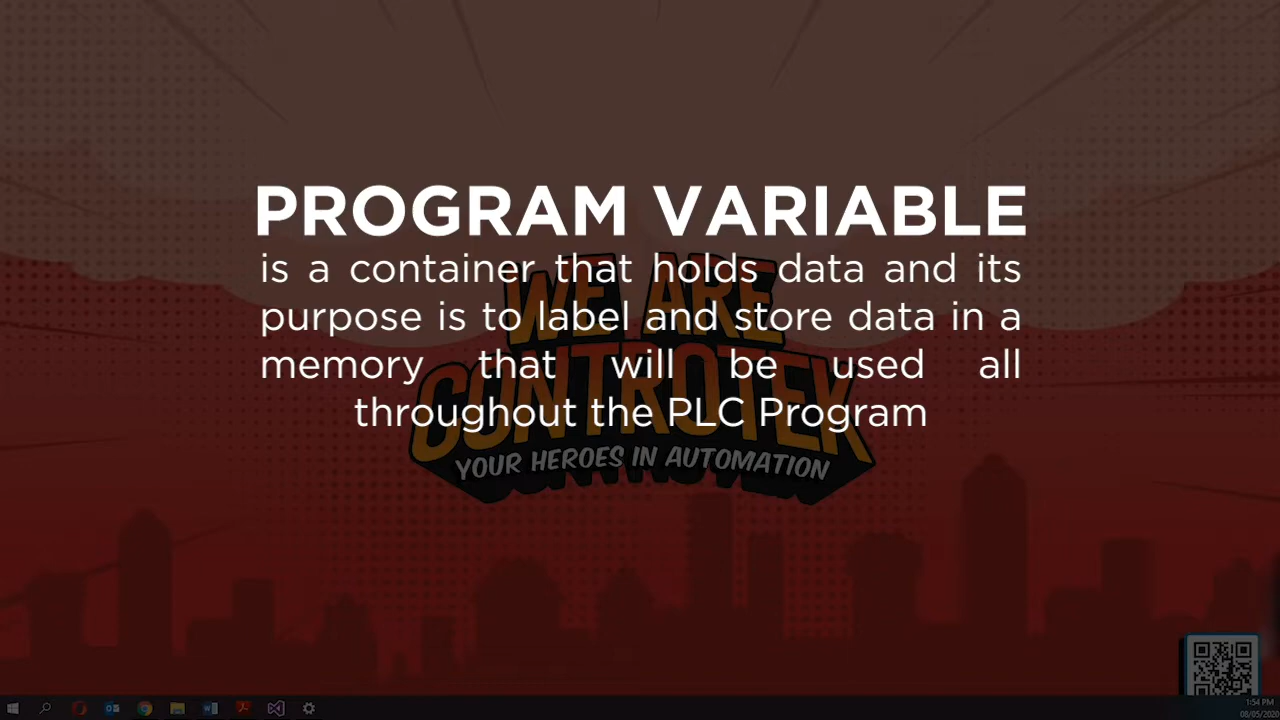 PROGRAM VARIABLE
is a container that holds data and its
purpose is to label and store data in a
memory that will be used all
throughout the PLC Program
WE ARE
CONTROTEK
YOUR HEROES IN AUTOMATION
1:54 PM